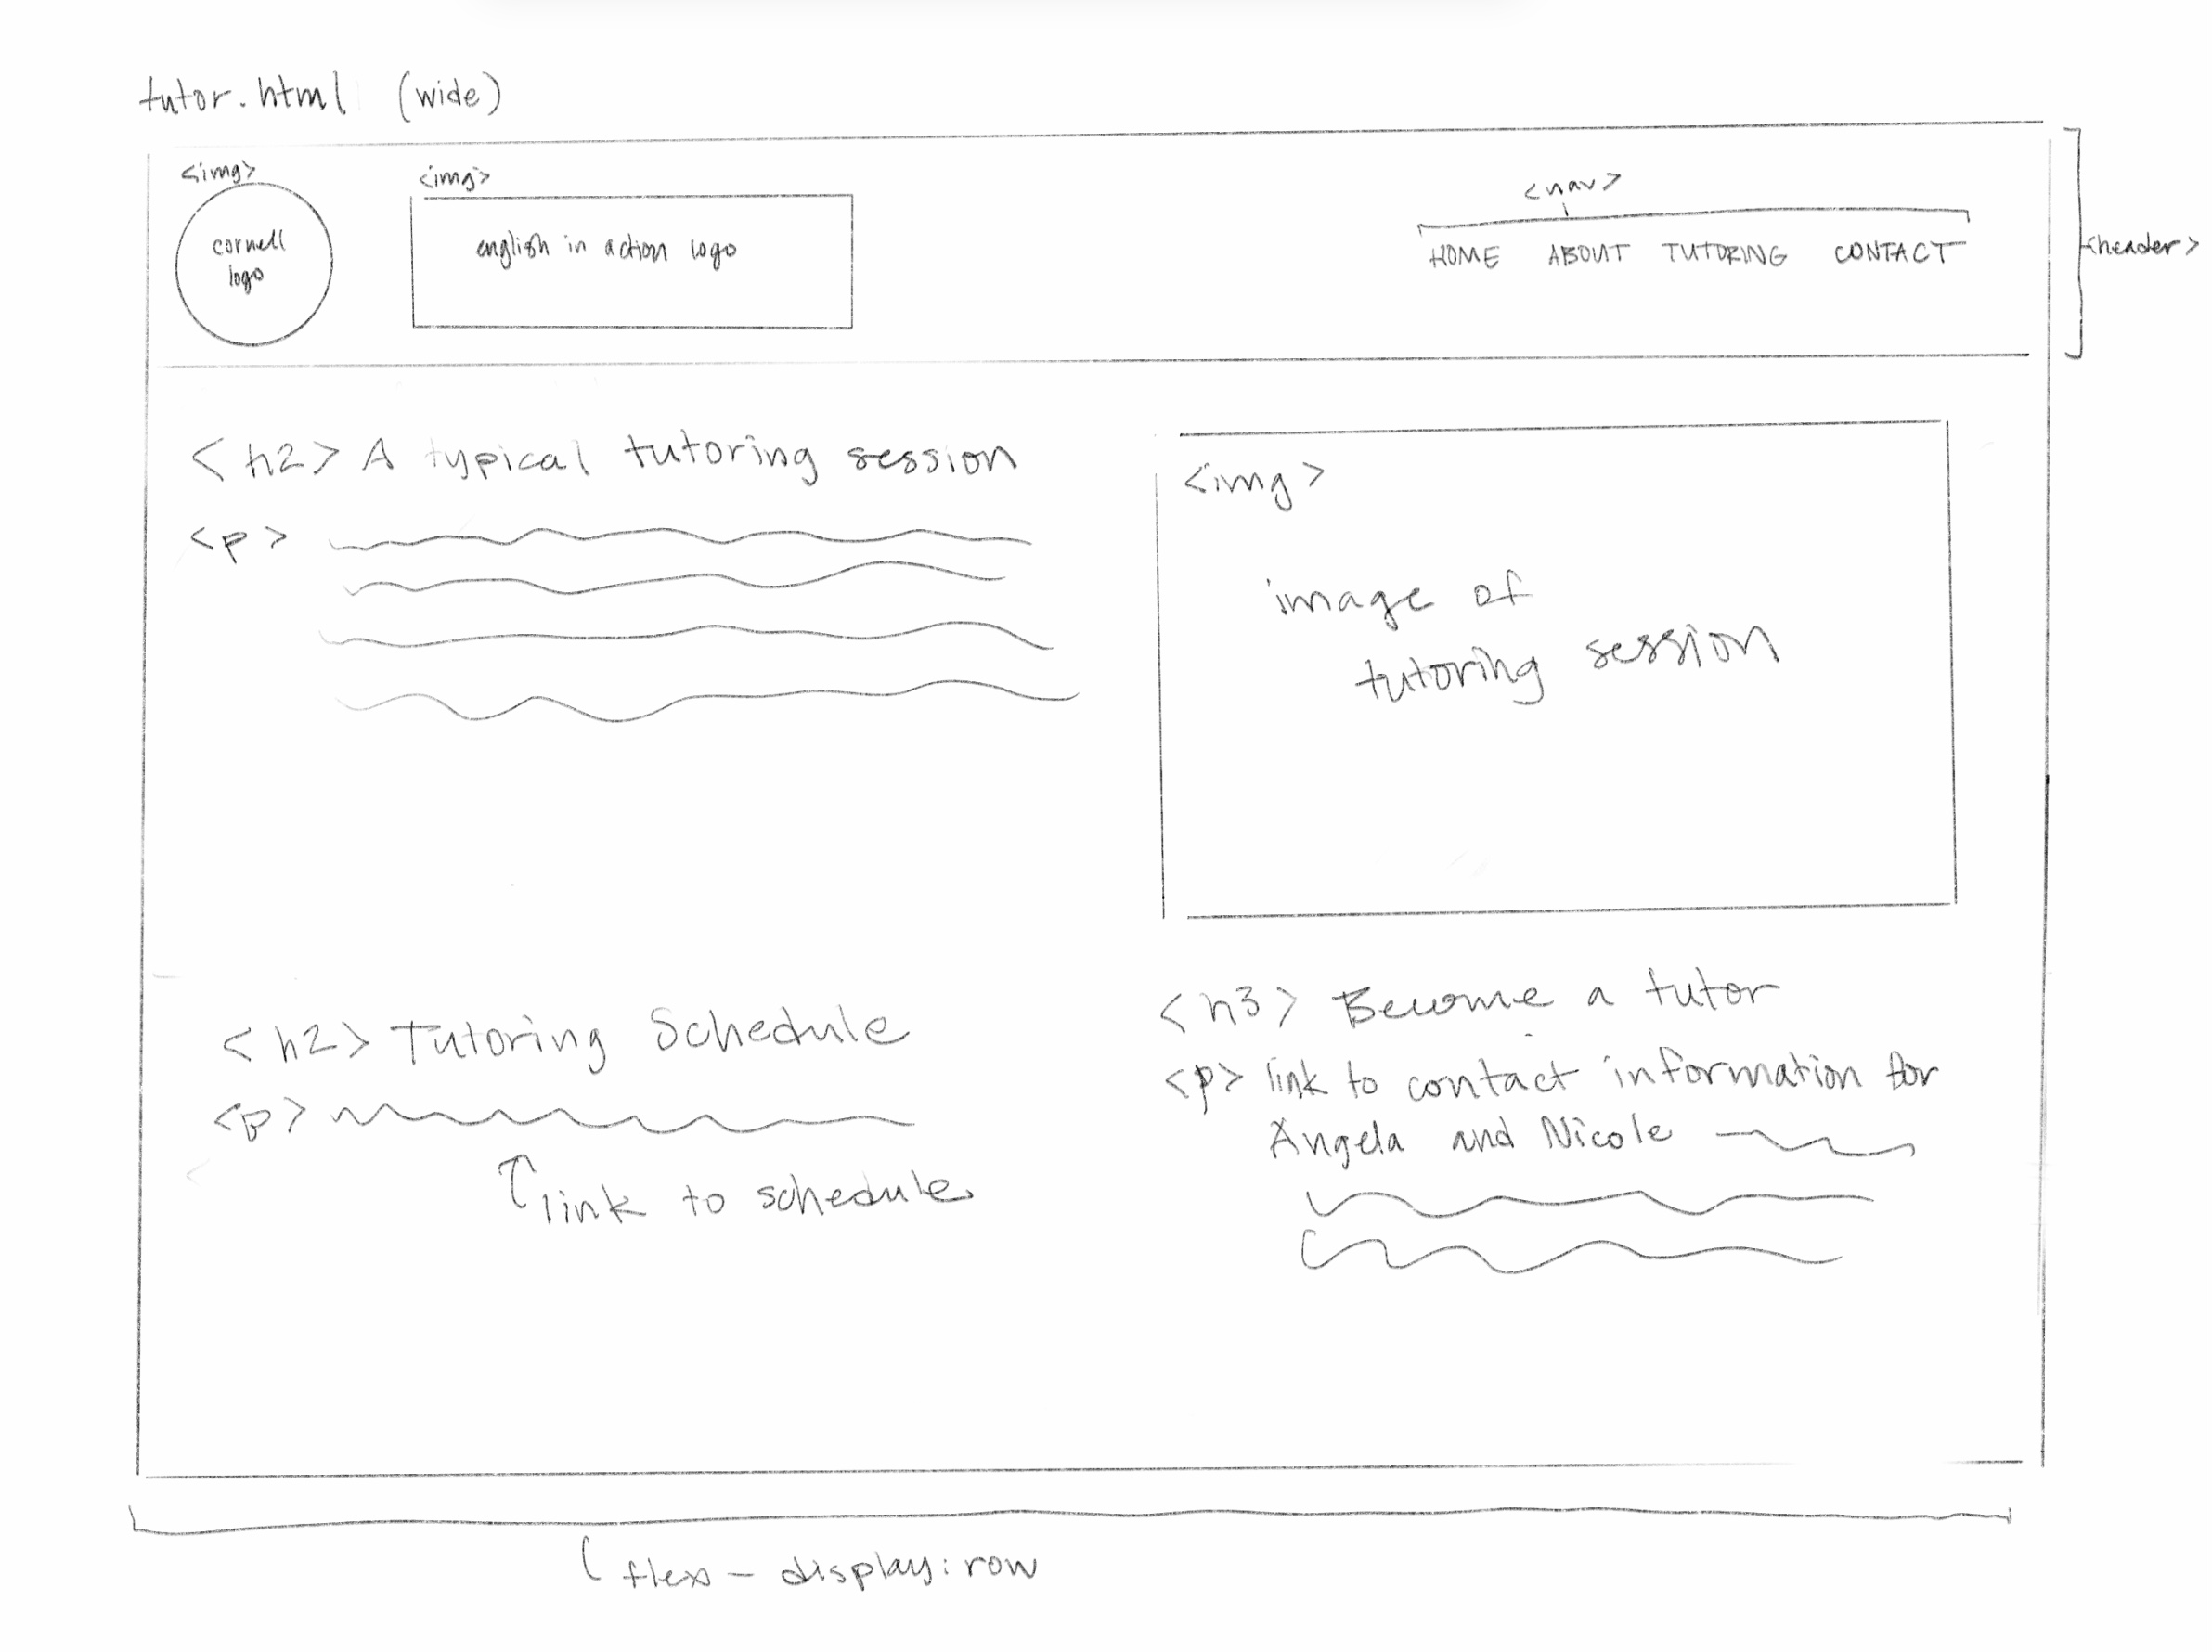 tutor.html (wide)
<img>
<img>
<nav>
cornell
logo
english in action logo
HOME ABOUT TUTORING CONTACT
<header>
<h2> A typical tutoring session
<p>
<img>
image of
tutoring session
<h2> Tutoring Schedule
<p>
link to schedule
<h3> Become a tutor
<p> link to contact information for
Angela and Nicole
flex - display: row